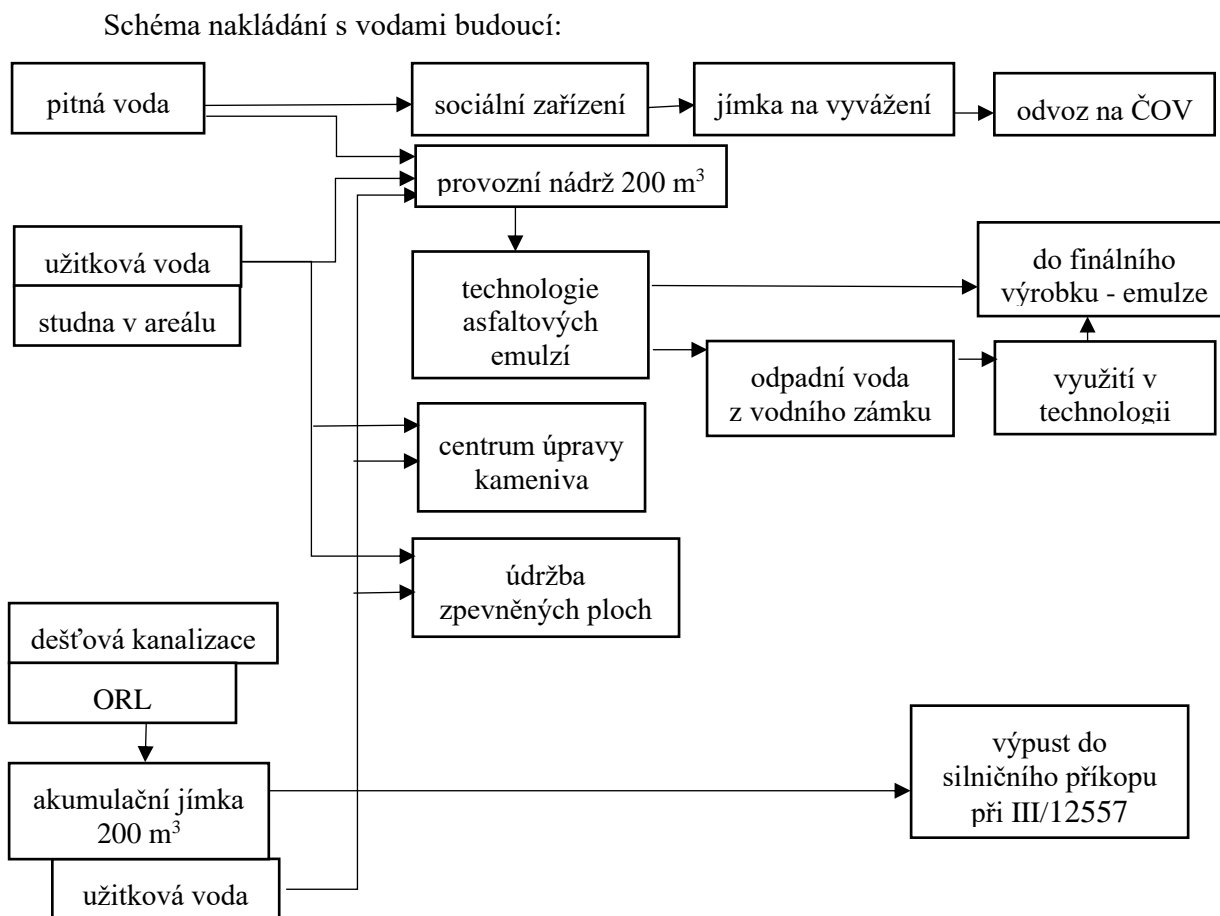 Schéma nakládání s vodami budoucí:
pitná voda
sociální zařízení
jímka na vyvážení
odvoz na ČOV
provozní nádrž 200 m³
užitková voda
studna v areálu
technologie
asfaltových
emulzí
do finálního
výrobku - emulze
odpadní voda
z vodního zámku
využití v
technologii
centrum úpravy
kameniva
údržba
zpevněných ploch
dešťová kanalizace
ORL
akumulační jímka
200 m³
užitková voda
výpust do
silničního příkopu
při III/12557